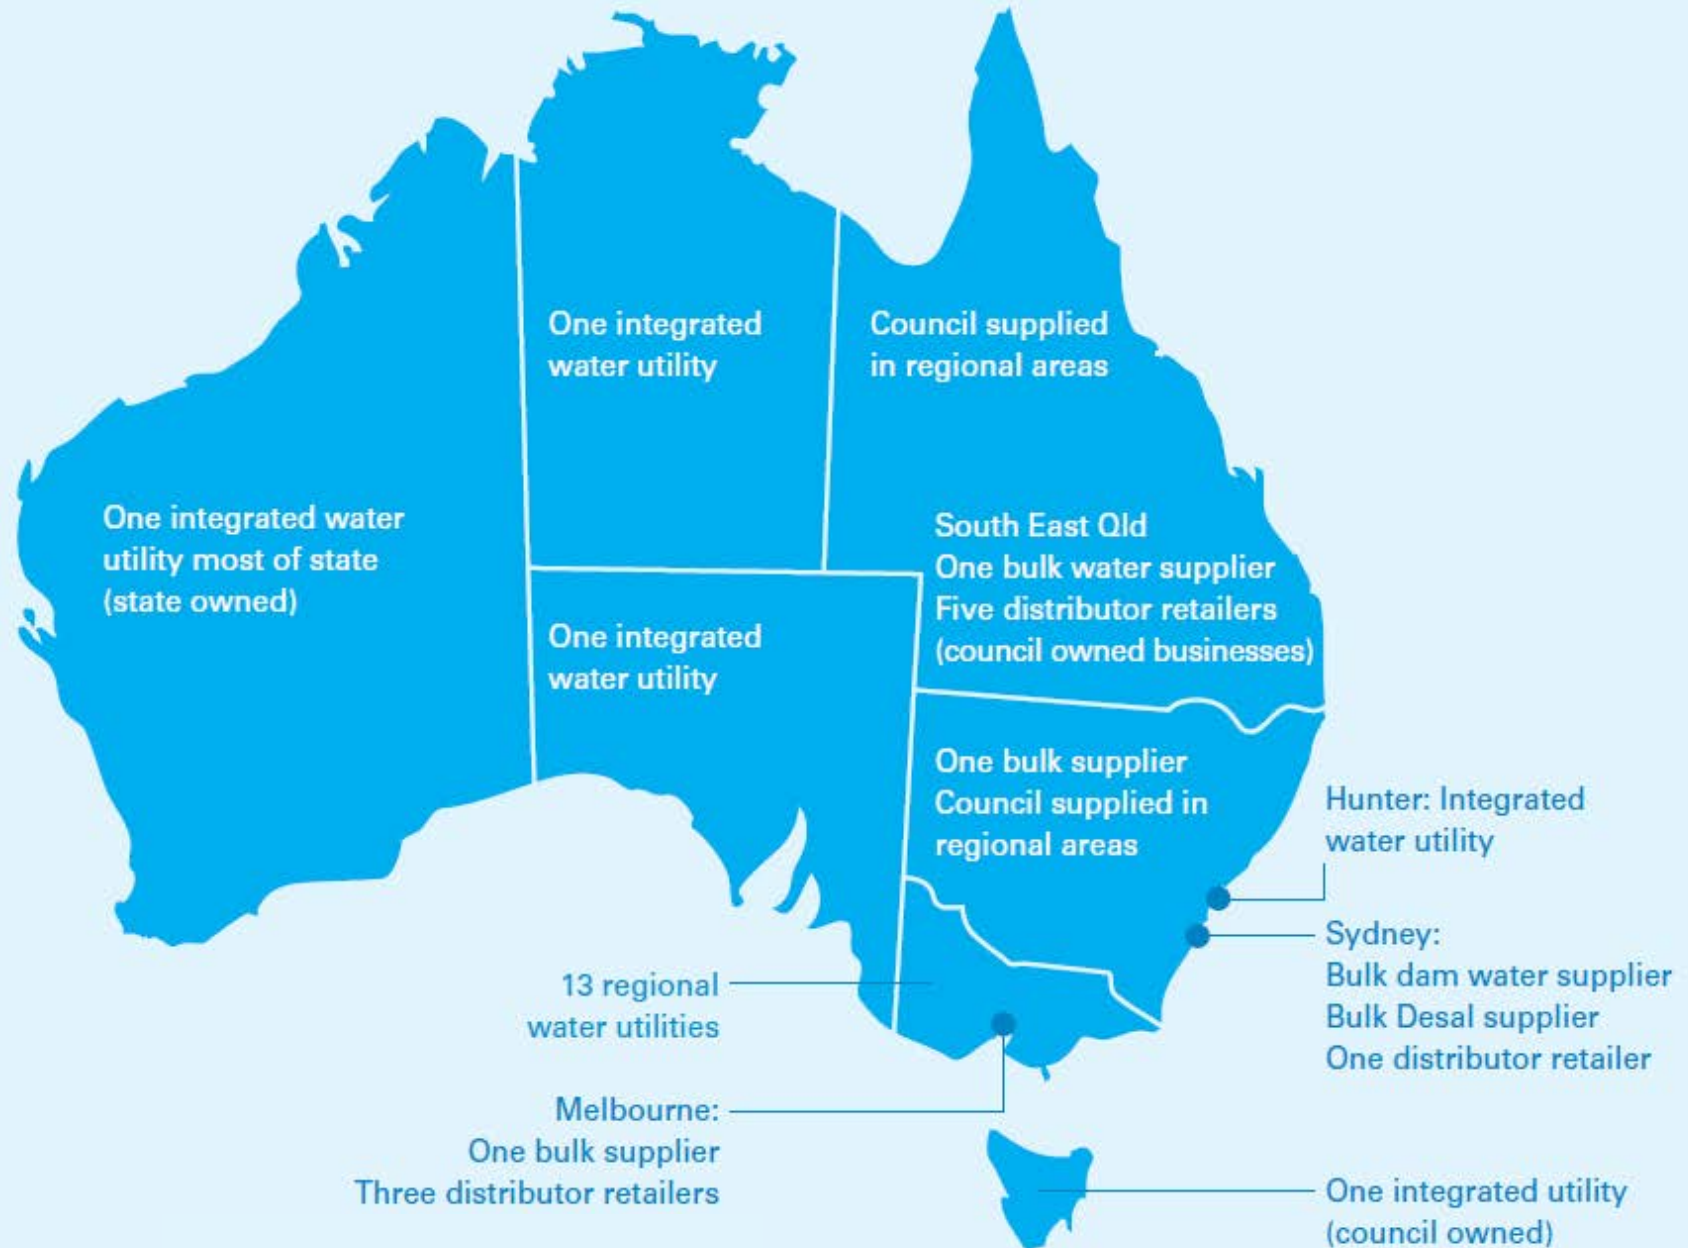 One integrated
water utility
Council supplied
in regional areas
One integrated water
utility most of state
(state owned)
South East Qld
One bulk water supplier
Five distributor retailers
(council owned businesses)
One integrated
water utility
One bulk supplier
Council supplied in
regional areas
Hunter: Integrated
water utility
Sydney:
Bulk dam water supplier
Bulk Desal supplier
One distributor retailer
13 regional
water utilities
Melbourne:
One bulk supplier
Three distributor retailers
One integrated utility
(council owned)